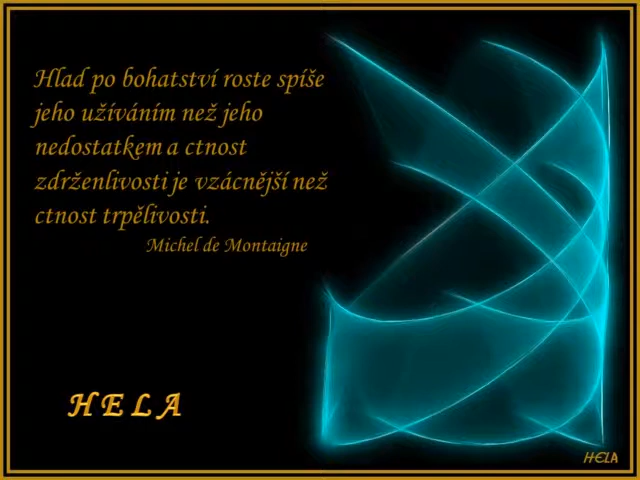 Hlad po bohatství roste spíše
jeho užíváním než jeho
nedostatkem a ctnost
zdrženlivosti je vzácnější než
ctnost trpělivosti.
Michel de Montaigne
HELA
HELA